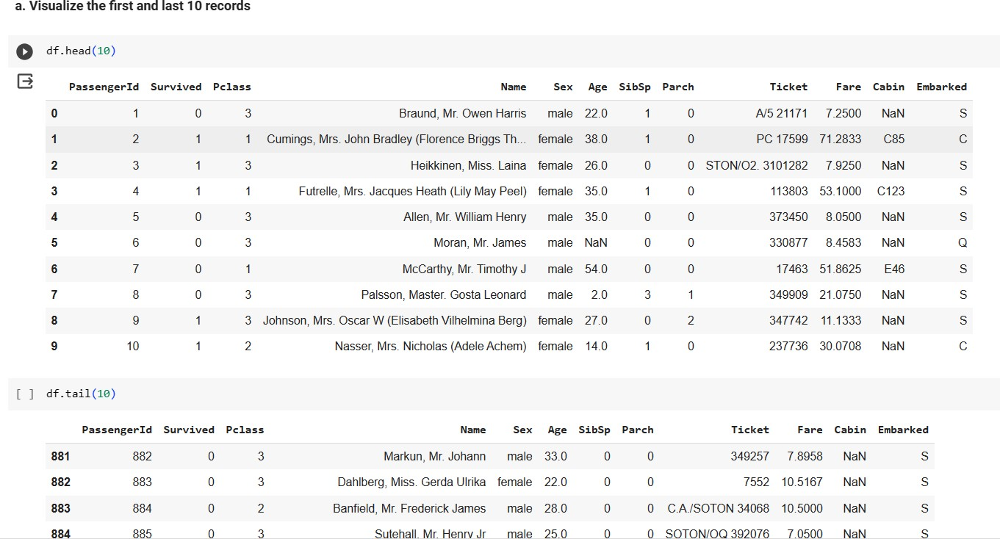 a. Visualize the first and last 10 records
df.head(10)
PassengerId Survived Pclass Name Sex Age SibSp Parch Ticket Fare Cabin Embarked
0 1 0 3 Braund, Mr. Owen Harris male 22.0 1 0 A/5 21171 7.2500 NaN S
1 2 1 1 Cumings, Mrs. John Bradley (Florence Briggs Th... female 38.0 1 0 PC 17599 71.2833 C85 C
2 3 1 3 Heikkinen, Miss. Laina female 26.0 0 0 STON/O2. 3101282 7.9250 NaN S
3 4 1 1 Futrelle, Mrs. Jacques Heath (Lily May Peel) female 35.0 1 0 113803 53.1000 C123 S
4 5 0 3 Allen, Mr. William Henry male 35.0 0 0 373450 8.0500 NaN S
5 6 0 3 Moran, Mr. James male NaN 0 0 330877 8.4583 NaN Q
6 7 0 1 McCarthy, Mr. Timothy J male 54.0 0 0 17463 51.8625 E46 S
7 8 0 3 Palsson, Master. Gosta Leonard male 2.0 3 1 349909 21.0750 NaN S
8 9 1 3 Johnson, Mrs. Oscar W (Elisabeth Vilhelmina Berg) female 27.0 0 2 347742 11.1333 NaN S
9 10 1 2 Nasser, Mrs. Nicholas (Adele Achem) female 14.0 1 0 237736 30.0708 NaN C
[ ] df.tail(10)
PassengerId Survived Pclass Name Sex Age SibSp Parch Ticket Fare Cabin Embarked
881 882 0 3 Markun, Mr. Johann male 33.0 0 0 349257 7.8958 NaN S
882 883 0 3 Dahlberg, Miss. Gerda Ulrika female 22.0 0 0 7552 10.5167 NaN S
883 884 0 2 Banfield, Mr. Frederick James male 28.0 0 0 C.A./SOTON 34068 10.5000 NaN S
884 885 0 3 Sutehall, Mr. Henry Jr male 25.0 0 0 SOTON/OQ 392076 7.0500 NaN S